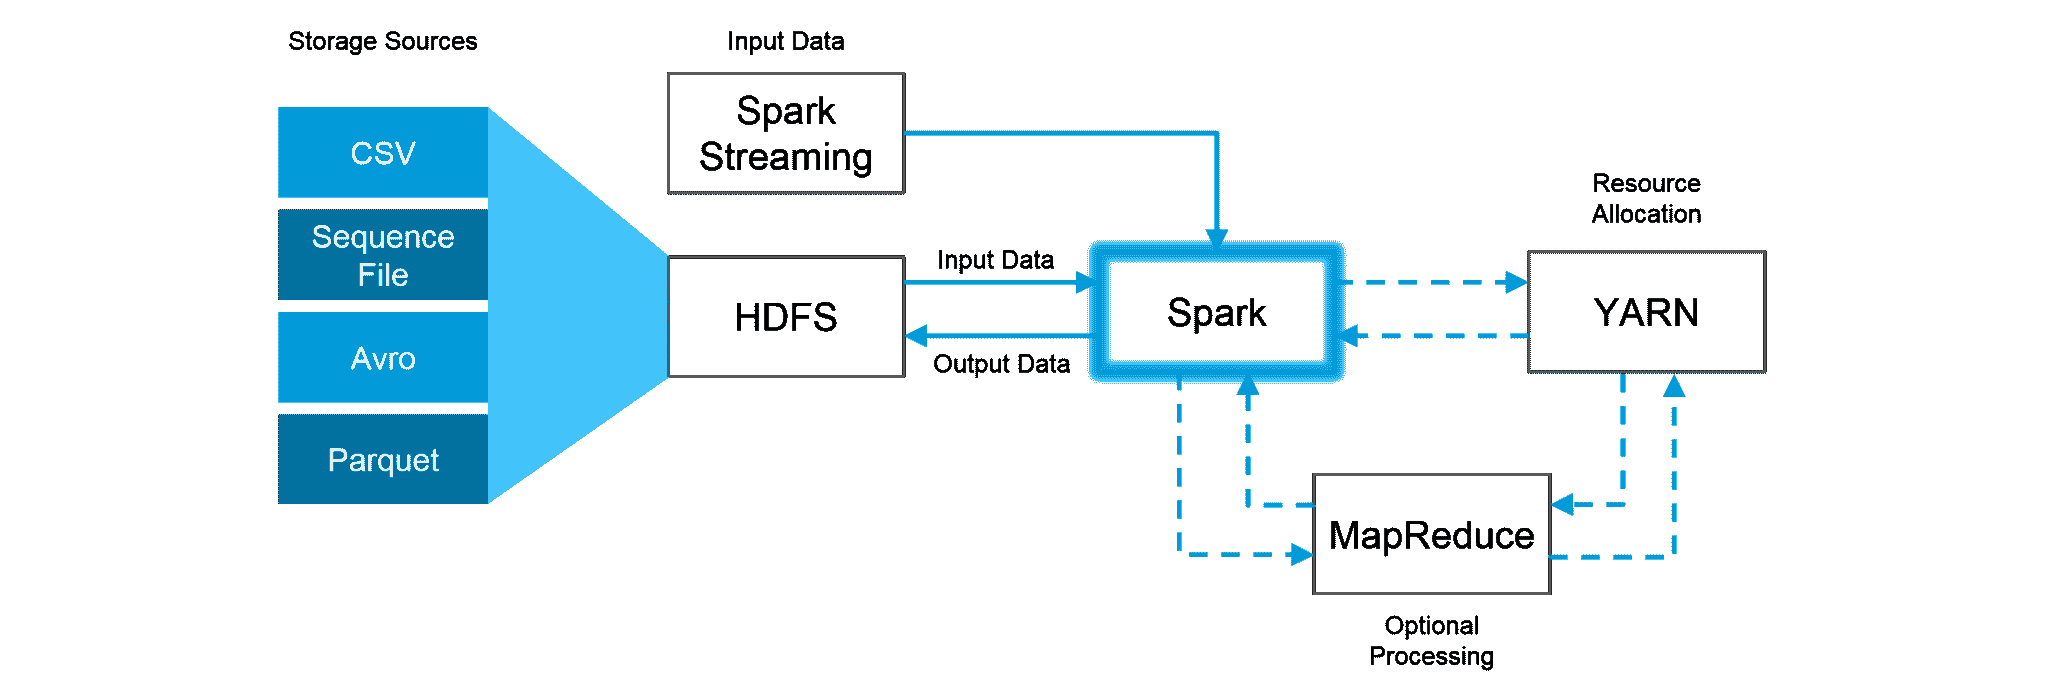 Storage Sources
CSV
Sequence
File
Avro
Parquet
Input Data
Spark
Streaming
HDFS
Input Data
Output Data
Spark
Resource
Allocation
YARN
MapReduce
Optional
Processing